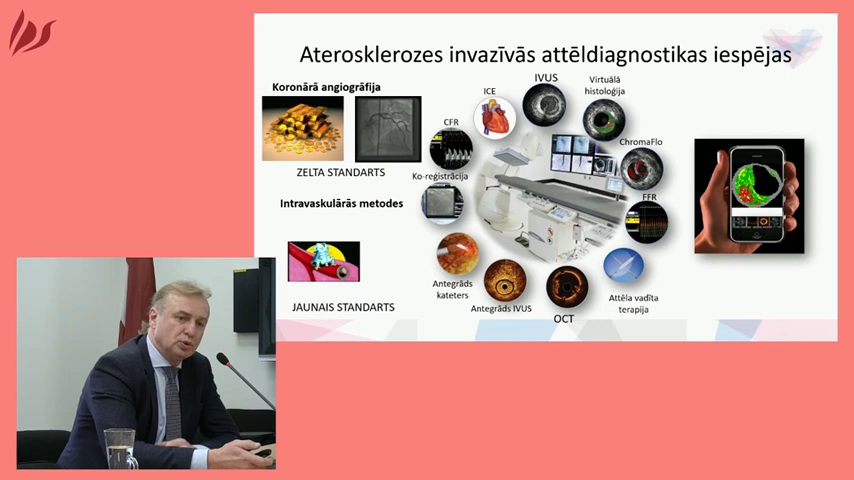 Aterosklerozes invazīvās attēldiagnostikas iespējas
Koronārā angiogrāfija
ZELTA STANDARTS
Intravaskulārās metodes
JAUNAIS STANDARTS
IVUS
Virtuālā
histoloģija
ICE
CFR
ChromaFlo
Ko-reģistrācija
FFR
Antegrāds
kateters
Antegrāds IVUS
OCT
Attēla vadīta
terapija